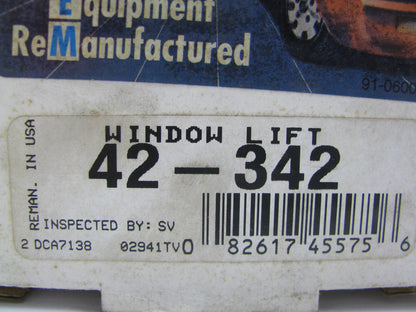 Equipment
ReManufactured
91-0600
REMAN. IN USA
WINDOW LIFT
42-342
INSPECTED BY: SV
2 DCA7138 02941TV
0 82617 45575 6